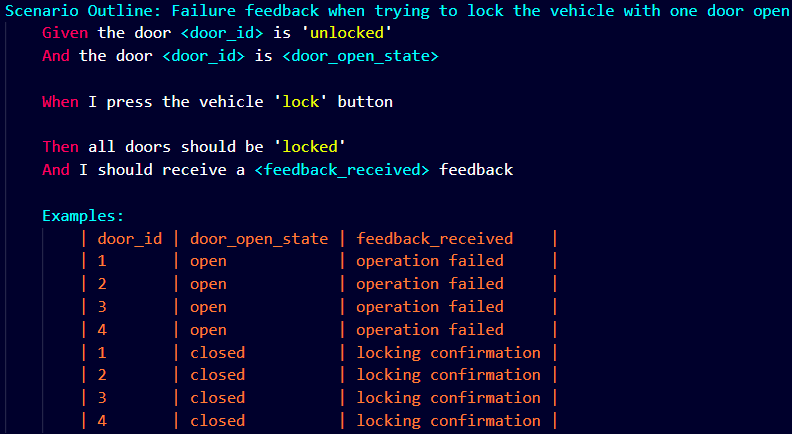 Scenario Outline: Failure feedback when trying to lock the vehicle with one door open
Given the door <door_id> is 'unlocked'
And the door <door_id> is <door_open_state>
When I press the vehicle 'lock' button
Then all doors should be 'locked'
And I should receive a <feedback_received> feedback
Examples:
| door_id | door_open_state | feedback_received    |
| 1       | open            | operation failed     |
| 2       | open            | operation failed     |
| 3       | open            | operation failed     |
| 4       | open            | operation failed     |
| 1       | closed          | locking confirmation |
| 2       | closed          | locking confirmation |
| 3       | closed          | locking confirmation |
| 4       | closed          | locking confirmation |